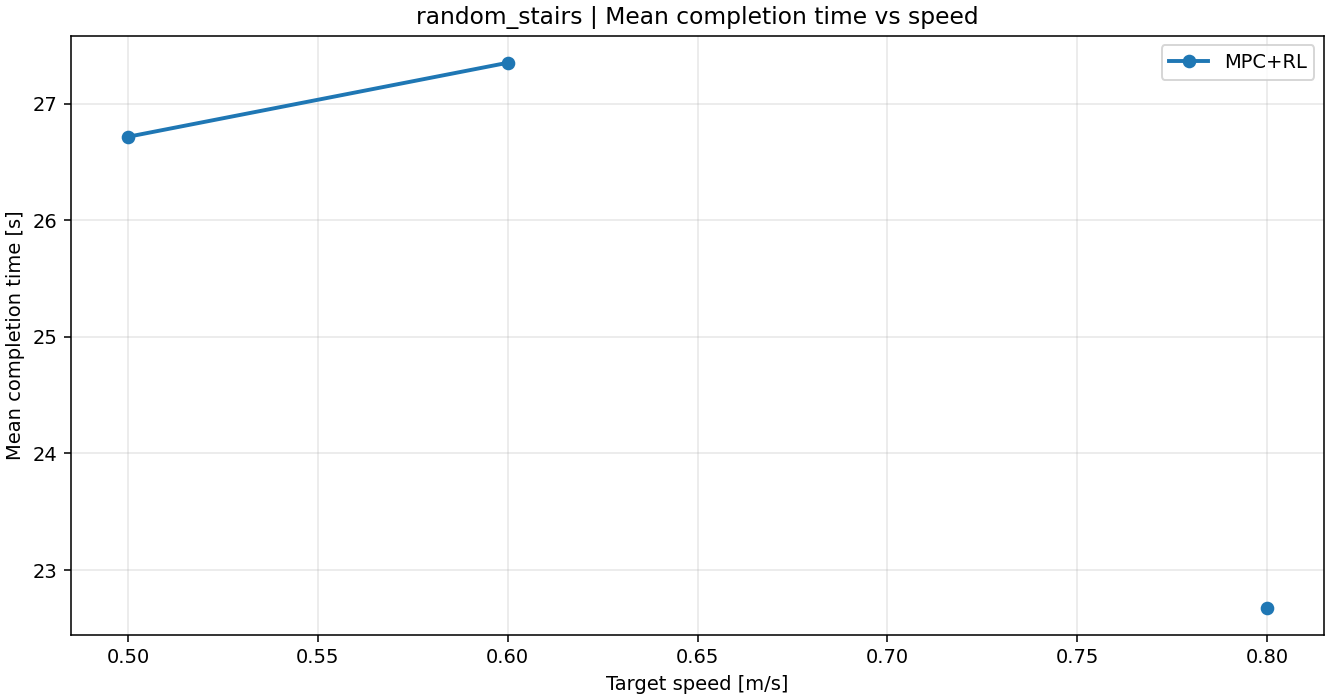 random_stairs | Mean completion time vs speed
MPC+RL
Mean completion time [s]
27
26
25
24
23
0.50 0.55 0.60 0.65 0.70 0.75 0.80
Target speed [m/s]